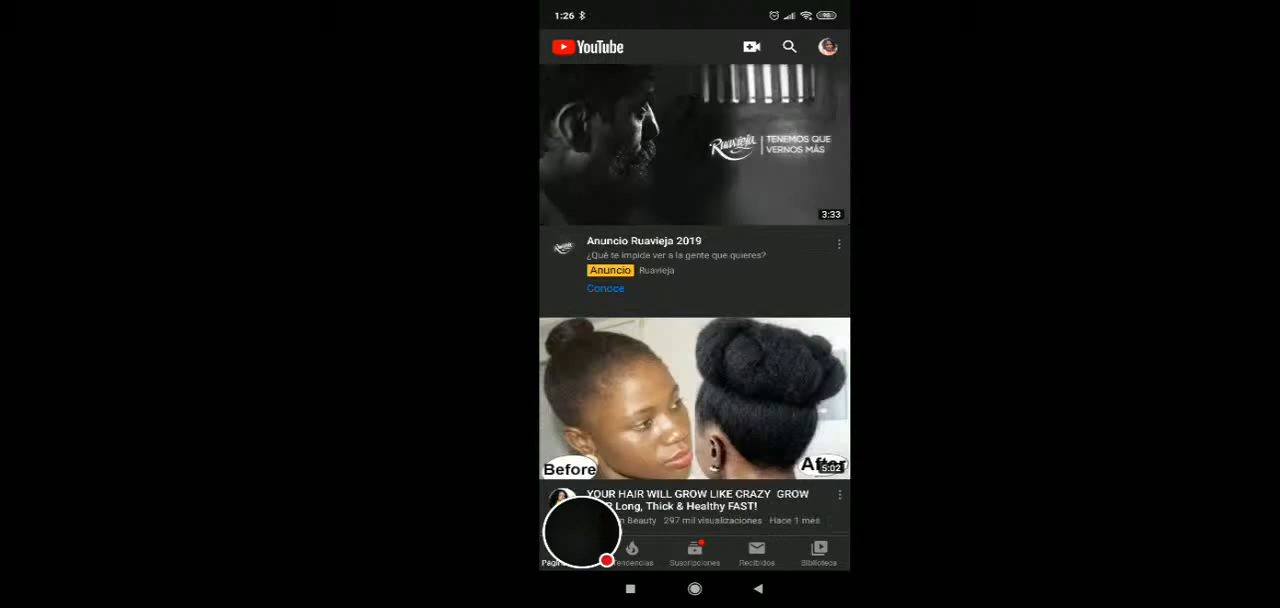 1:26
YouTube
Ruavieja
TENEMOS QUE
VERNOS MÁS
3:33
Anuncio Ruavieja 2019
¿Qué te impide ver a la gente que quieres?
Anuncio Ruavieja
Conoce
Before
After
5:02
YOUR HAIR WILL GROW LIKE CRAZY GROW
Long, Thick & Healthy FAST!
Beauty 297 mil visualizaciones Hace 1 mes
Tendencias
Suscripciones
Recibidos
Biblioteca